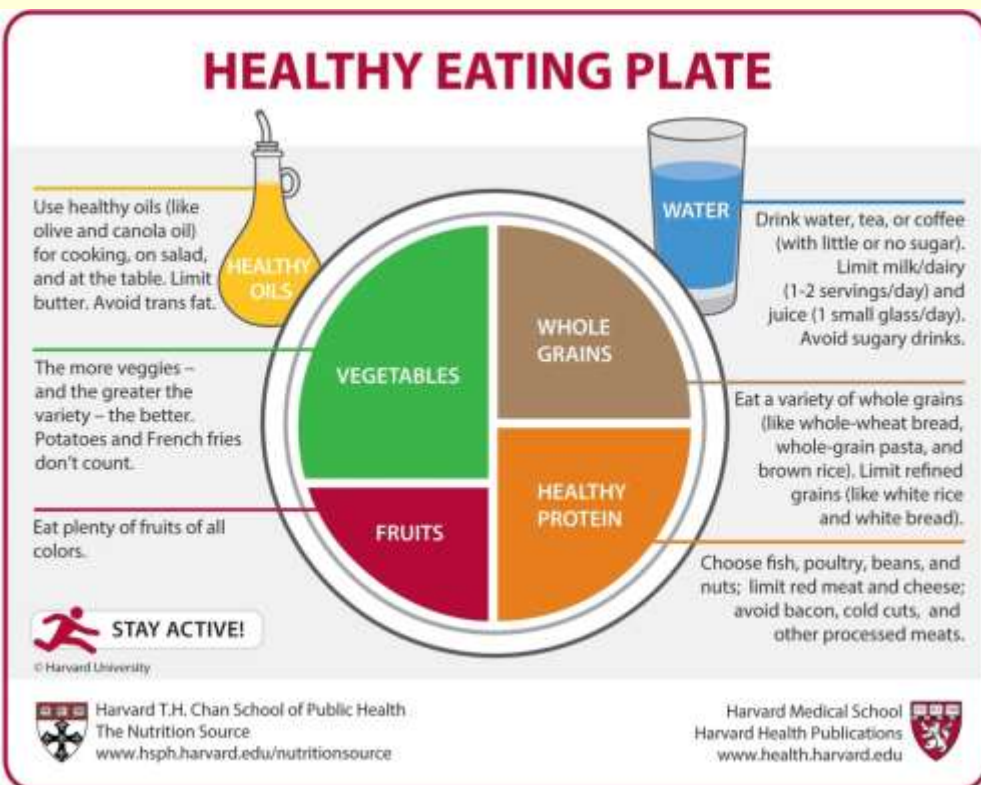 HEALTHY EATING PLATE
Use healthy oils (like
olive and canola oil)
for cooking, on salad,
and at the table. Limit
butter. Avoid trans fat.
HEALTHY
OILS
The more veggies –
and the greater the
variety – the better.
Potatoes and French fries
don't count.
Eat plenty of fruits of all
colors.
VEGETABLES
FRUITS
WHOLE
GRAINS
HEALTHY
PROTEIN
WATER
Drink water, tea, or coffee
(with little or no sugar).
Limit milk/dairy
(1-2 servings/day) and
juice (1 small glass/day).
Avoid sugary drinks.
Eat a variety of whole grains
(like whole-wheat bread,
whole-grain pasta, and
brown rice). Limit refined
grains (like white rice
and white bread).
Choose fish, poultry, beans, and
nuts; limit red meat and cheese;
avoid bacon, cold cuts, and
other processed meats.
STAY ACTIVE!
© Harvard University
Harvard T.H. Chan School of Public Health
The Nutrition Source
www.hsph.harvard.edu/nutritionsource
Harvard Medical School
Harvard Health Publications
www.health.harvard.edu